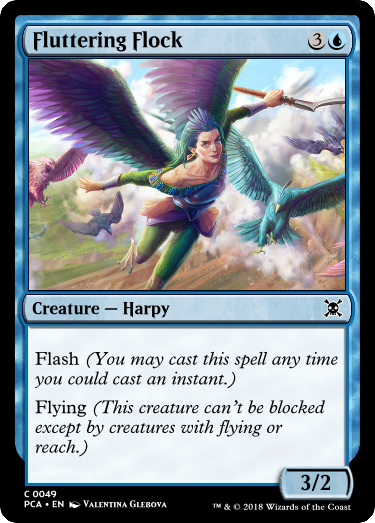 Fluttering Flock 3
Creature — Harpy
Flash (You may cast this spell any time
you could cast an instant.)
Flying (This creature can't be blocked
except by creatures with flying or
reach.)
3/2
C 0049
PCA • EN Valentina Glebova
™ & © 2018 Wizards of the Coast